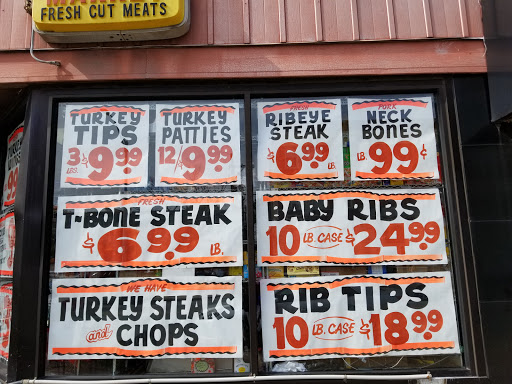 FRESH CUT MEATS
TURKEY
TIPS
3 LBS. $9.99
TURKEY
PATTIES
12/9.99
FRESH
RIBEYE
STEAK
$6.99 LB.
PORK
NECK
BONES
LB. 99¢
FRESH
T-BONE STEAK
$6.99 LB.
BABY RIBS
10 LB. CASE $24.99
WE HAVE
TURKEY STEAKS
and CHOPS
RIB TIPS
10 LB. CASE $18.99